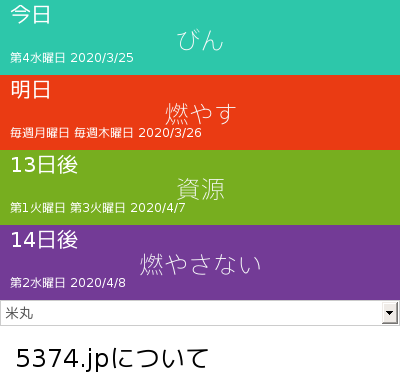 今日
びん
第4水曜日 2020/3/25
明日
燃やす
毎週月曜日 毎週木曜日 2020/3/26
13日後
資源
第1火曜日 第3火曜日 2020/4/7
14日後
燃やさない
第2水曜日 2020/4/8
米丸
5374.jpについて